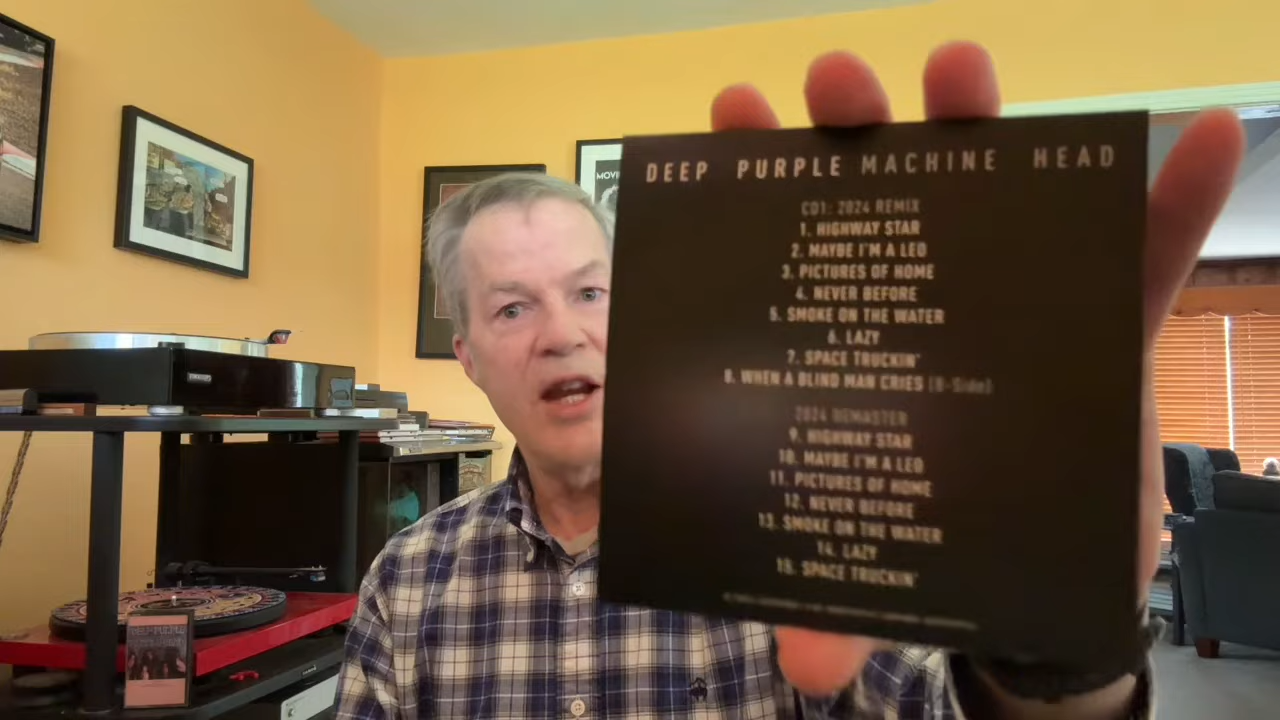 MOVI
DEEP PURPLE MACHINE HEAD
CD1: 2024 REMIX
1. HIGHWAY STAR
2. MAYBE I'M A LEO
3. PICTURES OF HOME
4. NEVER BEFORE
5. SMOKE ON THE WATER
6. LAZY
7. SPACE TRUCKIN'
8. WHEN A BLIND MAN CRIES (B-Side)
2024 REMASTER
9. HIGHWAY STAR
10. MAYBE I'M A LEO
11. PICTURES OF HOME
12. NEVER BEFORE
13. SMOKE ON THE WATER
14. LAZY
15. SPACE TRUCKIN'
DEEP PURPLE